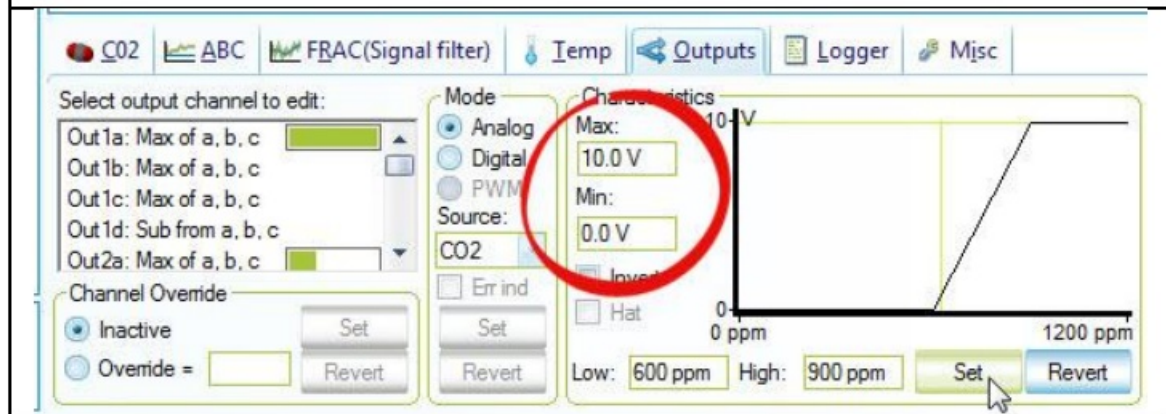 C02 ABC FRAC(Signal filter) Temp Outputs Logger Misc
Select output channel to edit:
Out1a: Max of a, b, c
Out1b: Max of a, b, c
Out1c: Max of a, b, c
Out1d: Sub from a, b, c
Out2a: Max of a, b, c
Channel Override
Inactive
Set
Override =
Revert
Mode
Analog
Digital
PWM
Source:
CO2
Err ind
Set
Revert
Characteristics
Max:
10.0 V
Min:
0.0 V
Invert
Hat
10 V
0
0 ppm 1200 ppm
Low: 600 ppm High: 900 ppm Set Revert